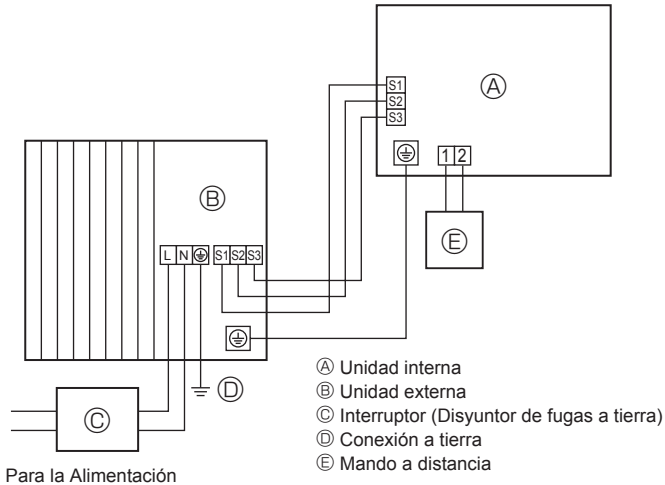 S1
S2
S3
Ⓐ
1 2
Ⓑ
L N S1 S2 S3
Ⓔ
Ⓓ
Ⓒ
Para la Alimentación
Ⓐ Unidad interna
Ⓑ Unidad externa
Ⓒ Interruptor (Disyuntor de fugas a tierra)
Ⓓ Conexión a tierra
Ⓔ Mando a distancia